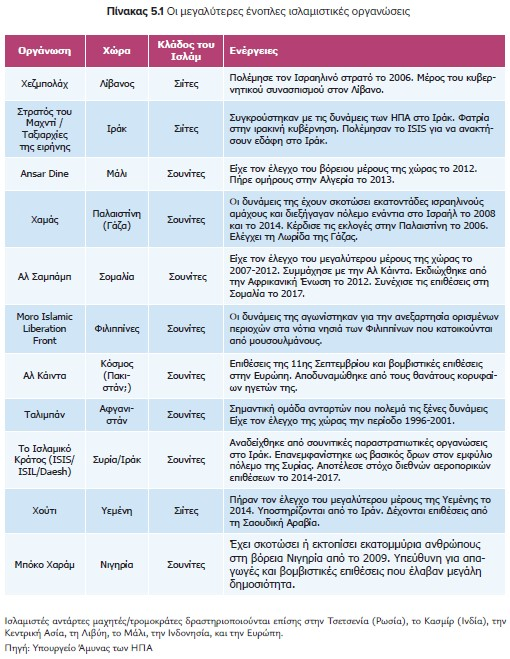 Πίνακας 5.1 Οι μεγαλύτερες ένοπλες ισλαμιστικές οργανώσεις
Οργάνωση Χώρα Κλάδος του Ισλάμ Ενέργειες
Χεζμπολάχ Λίβανος Σιίτες Πολέμησε τον Ισραηλινό στρατό το 2006. Μέρος του κυβερ-
νητικού συνασπισμού στον Λίβανο.
Στρατός του Μαχντί / Ταξιαρχίες της ειρήνης Ιράκ Σιίτες Συγκρούστηκαν με τις δυνάμεις των ΗΠΑ στο Ιράκ. Φατρία
στην ιρακινή κυβέρνηση. Πολέμησαν το ISIS για να ανακτή-
σουν εδάφη στο Ιράκ.
Ansar Dine Μάλι Σουνίτες Είχε τον έλεγχο του βόρειου μέρους της χώρας το 2012.
Πήρε ομήρους στην Αλγερία το 2013.
Χαμάς Παλαιστίνη (Γάζα) Σουνίτες Οι δυνάμεις της έχουν σκοτώσει εκατοντάδες ισραηλινούς
αμάχους και διεξήγαγαν πόλεμο ενάντια στο Ισραήλ το 2008
και το 2014. Κέρδισε τις εκλογές στην Παλαιστίνη το 2006.
Ελέγχει τη Λωρίδα της Γάζας.
Αλ Σαμπάμπ Σομαλία Σουνίτες Είχε τον έλεγχο του μεγαλύτερου μέρους της χώρας το
2007-2012. Συμμάχησε με την Αλ Κάιντα. Εκδιώχθηκε από
την Αφρικανική Ένωση το 2012. Συνέχισε τις επιθέσεις στη
Σομαλία το 2017.
Moro Islamic Liberation Front Φιλιππίνες Σουνίτες Οι δυνάμεις της αγωνίστηκαν για την ανεξαρτησία ορισμένων
περιοχών στα νότια νησιά των Φιλιππίνων που κατοικούνται
από μουσουλμάνους.
Αλ Κάιντα Κόσμος (Πακι- στάν;) Σουνίτες Επιθέσεις της 11ης Σεπτεμβρίου και βομβιστικές επιθέσεις
στην Ευρώπη. Αποδυναμώθηκε από τους θανάτους κορυφαί-
ων ηγετών της.
Ταλιμπάν Αφγανι- στάν Σουνίτες Σημαντική ομάδα ανταρτών που πολεμά τις ξένες δυνάμεις
Είχε τον έλεγχο της χώρας την περίοδο 1996-2001.
Το Ισλαμικό Κράτος (ISIS/ ISIL/Daesh) Συρία/Ιράκ Σουνίτες Αναδείχθηκε από σουνιτικές παραστρατιωτικές οργανώσεις
στο Ιράκ. Επανεμφανίστηκε ως βασικός δρων στον εμφύλιο
πόλεμο της Συρίας. Αποτέλεσε στόχο διεθνών αεροπορικών
επιθέσεων το 2014-2017.
Χούτι Υεμένη Σιίτες Πήραν τον έλεγχο του μεγαλύτερου μέρους της Υεμένης το
2014. Υποστηρίζονται από το Ιράν. Δέχονται επιθέσεις από
τη Σαουδική Αραβία.
Μπόκο Χαράμ Νιγηρία Σουνίτες Έχει σκοτώσει ή εκτοπίσει εκατομμύρια ανθρώπους
στη βόρεια Νιγηρία από το 2009. Υπεύθυνη για απα-
γωγές και βομβιστικές επιθέσεις που έλαβαν μεγάλη
δημοσιότητα.
Ισλαμιστές αντάρτες μαχητές/τρομοκράτες δραστηριοποιούνται επίσης στην Τσετσενία (Ρωσία), το Κασμίρ (Ινδία), την
Κεντρική Ασία, τη Λιβύη, το Μάλι, την Ινδονησία, και την Ευρώπη.
Πηγή: Υπουργείο Άμυνας των ΗΠΑ